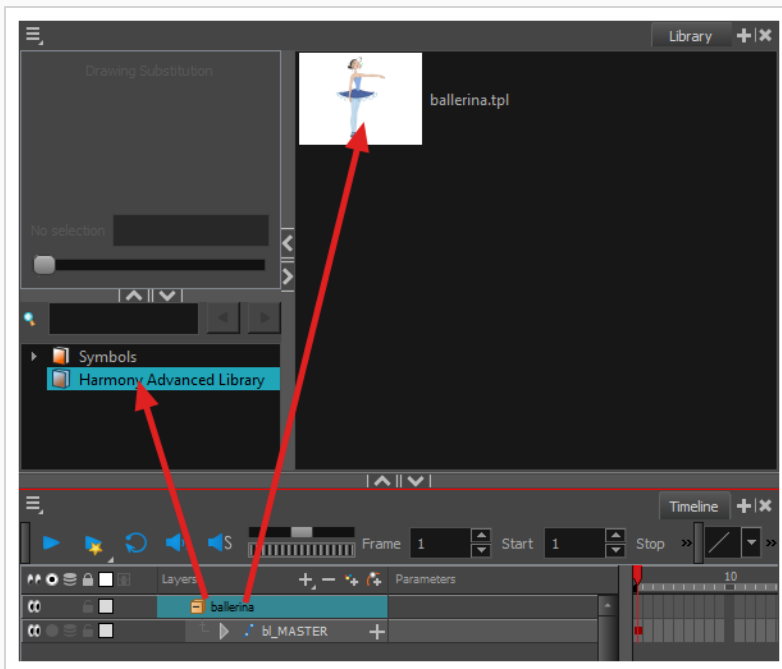 Library
Drawing Substitution
ballerina.tpl
No selection
Symbols
Harmony Advanced Library
Timeline
S Frame 1 Start 1 Stop
Layers Parameters 10
ballerina
bl_MASTER